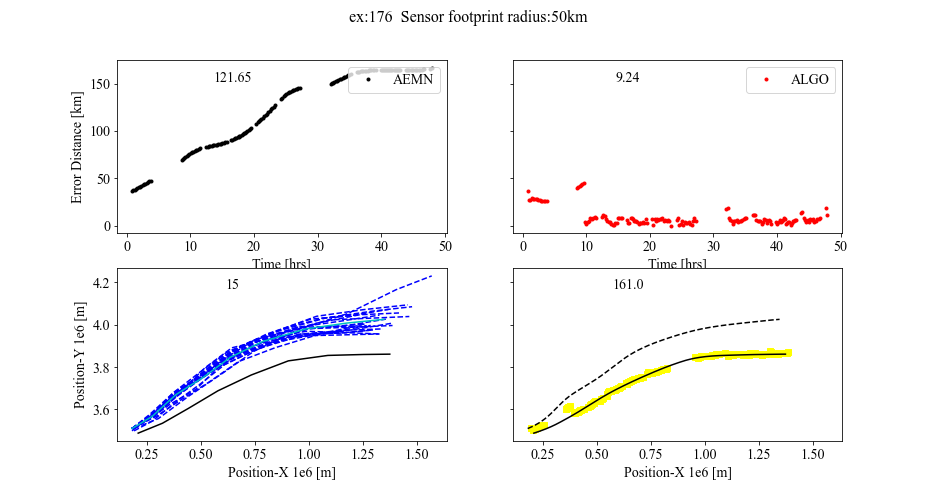 ex:176 Sensor footprint radius:50km
121.65
AEMN
Error Distance [km]
150
100
50
0
0 10 20 30 40 50
Time [hrs]
9.24
ALGO
0 10 20 30 40 50
Time [hrs]
15
Position-Y 1e6 [m]
4.2
4.0
3.8
3.6
0.25 0.50 0.75 1.00 1.25 1.50
Position-X 1e6 [m]
161.0
0.25 0.50 0.75 1.00 1.25 1.50
Position-X 1e6 [m]